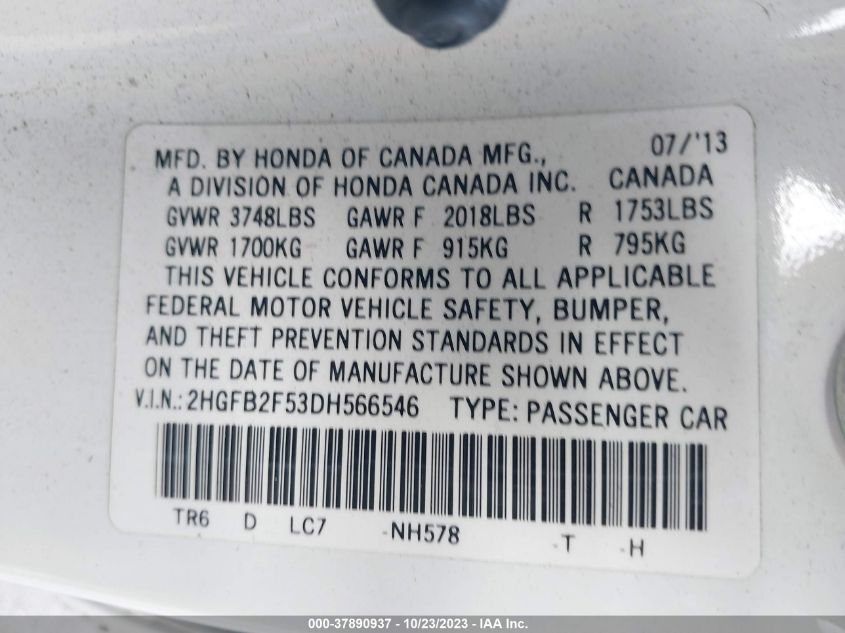 MFD. BY HONDA OF CANADA MFG., 07/'13
A DIVISION OF HONDA CANADA INC. CANADA
GVWR 3748LBS GAWR F 2018LBS R 1753LBS
GVWR 1700KG GAWR F 915KG R 795KG
THIS VEHICLE CONFORMS TO ALL APPLICABLE
FEDERAL MOTOR VEHICLE SAFETY, BUMPER,
AND THEFT PREVENTION STANDARDS IN EFFECT
ON THE DATE OF MANUFACTURE SHOWN ABOVE.
V.I.N.: 2HGFB2F53DH566546 TYPE: PASSENGER CAR
TR6 D LC7 -NH578 -T -H
000-37890937 - 10/23/2023 - IAA Inc.